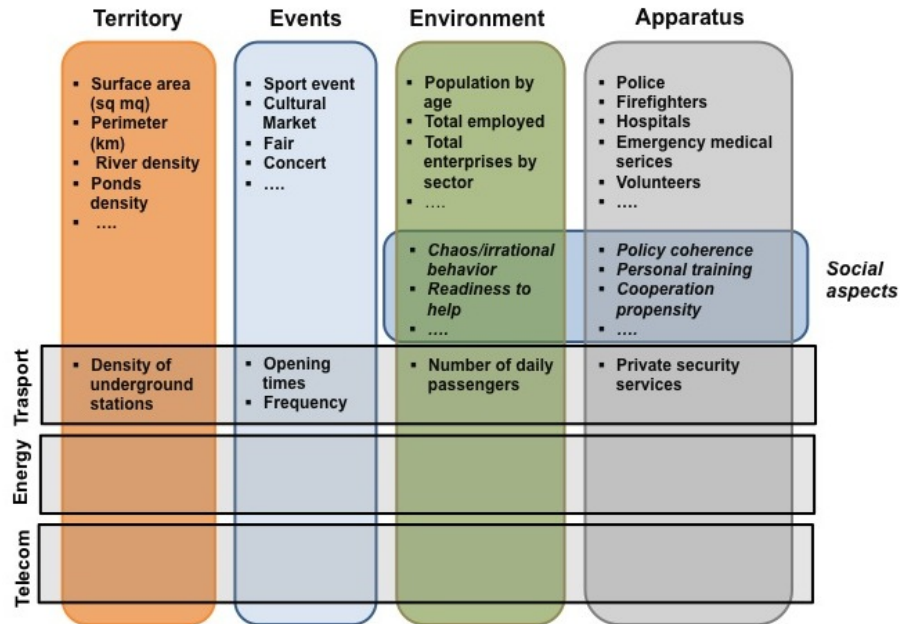 Territory
Events
Environment
Apparatus
▪ Surface area
(sq mq)
▪ Perimeter
(km)
▪ River density
▪ Ponds
density
▪ ....
▪ Sport event
▪ Cultural
Market
▪ Fair
▪ Concert
▪ ....
▪ Population by
age
▪ Total employed
▪ Total
enterprises by
sector
▪ ....
▪ Police
▪ Firefighters
▪ Hospitals
▪ Emergency medical
serices
▪ Volunteers
▪ ....
▪ Chaos/irrational
behavior
▪ Readiness to
help
▪ ....
▪ Policy coherence
▪ Personal training
▪ Cooperation
propensity
▪ ....
Social
aspects
Trasport
▪ Density of
underground
stations
▪ Opening
times
▪ Frequency
▪ Number of daily
passengers
▪ Private security
services
Energy
Telecom